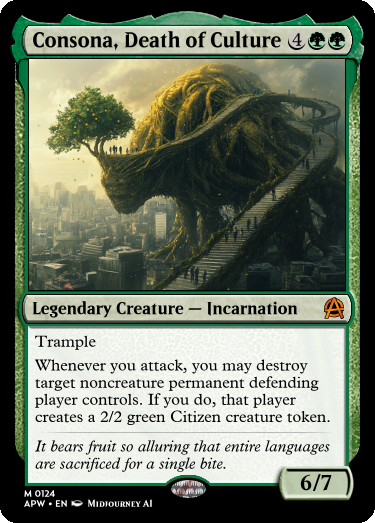 Consona, Death of Culture 4
Legendary Creature — Incarnation
Trample
Whenever you attack, you may destroy
target noncreature permanent defending
player controls. If you do, that player
creates a 2/2 green Citizen creature token.
It bears fruit so alluring that entire languages
are sacrificed for a single bite.
6/7
M 0124
APW • EN Midjourney AI